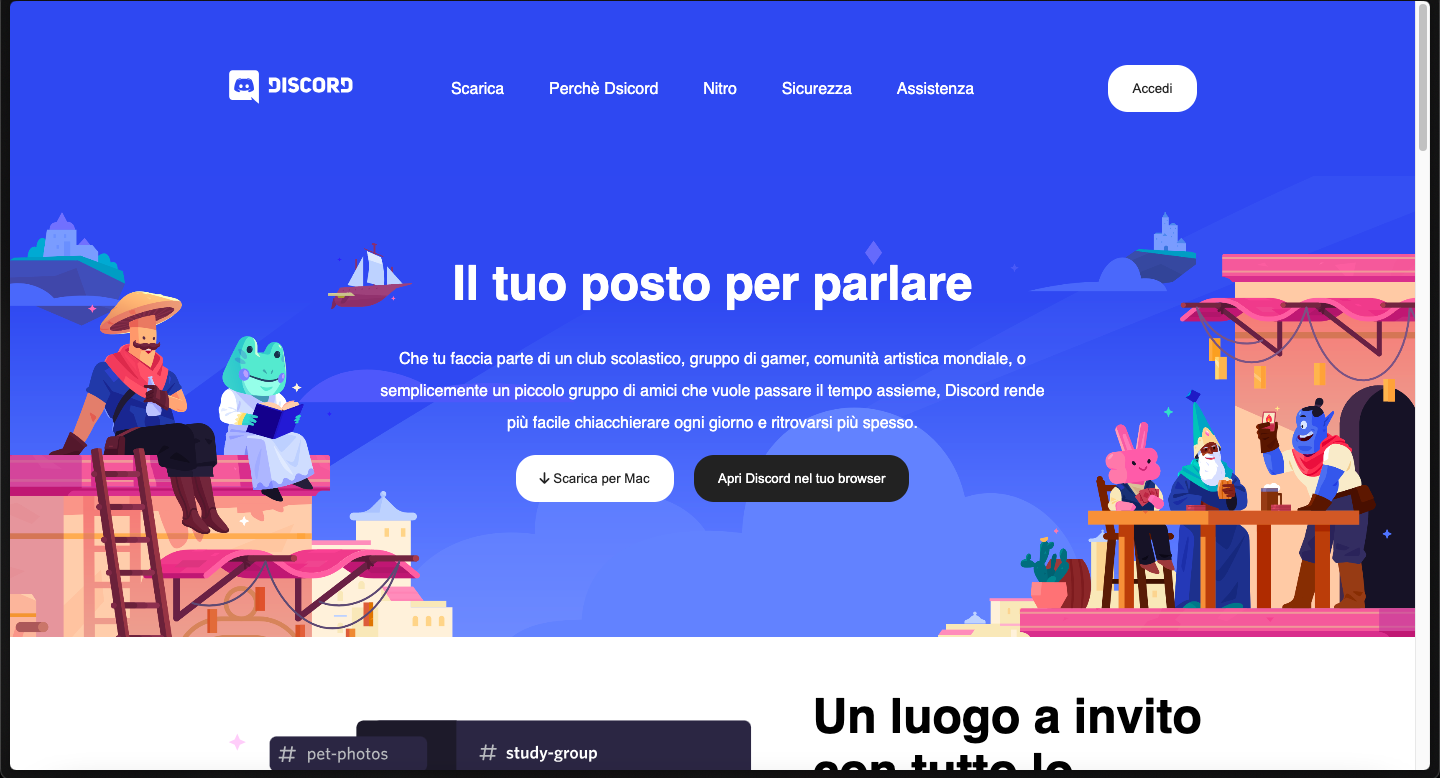 DISCORD
Scarica
Perchè Dsicord
Nitro
Sicurezza
Assistenza
Accedi
Il tuo posto per parlare
Che tu faccia parte di un club scolastico, gruppo di gamer, comunità artistica mondiale, o
semplicemente un piccolo gruppo di amici che vuole passare il tempo assieme, Discord rende
più facile chiacchierare ogni giorno e ritrovarsi più spesso.
↓ Scarica per Mac
Apri Discord nel tuo browser
Un luogo a invito
con tutto lo
# pet-photos
# study-group